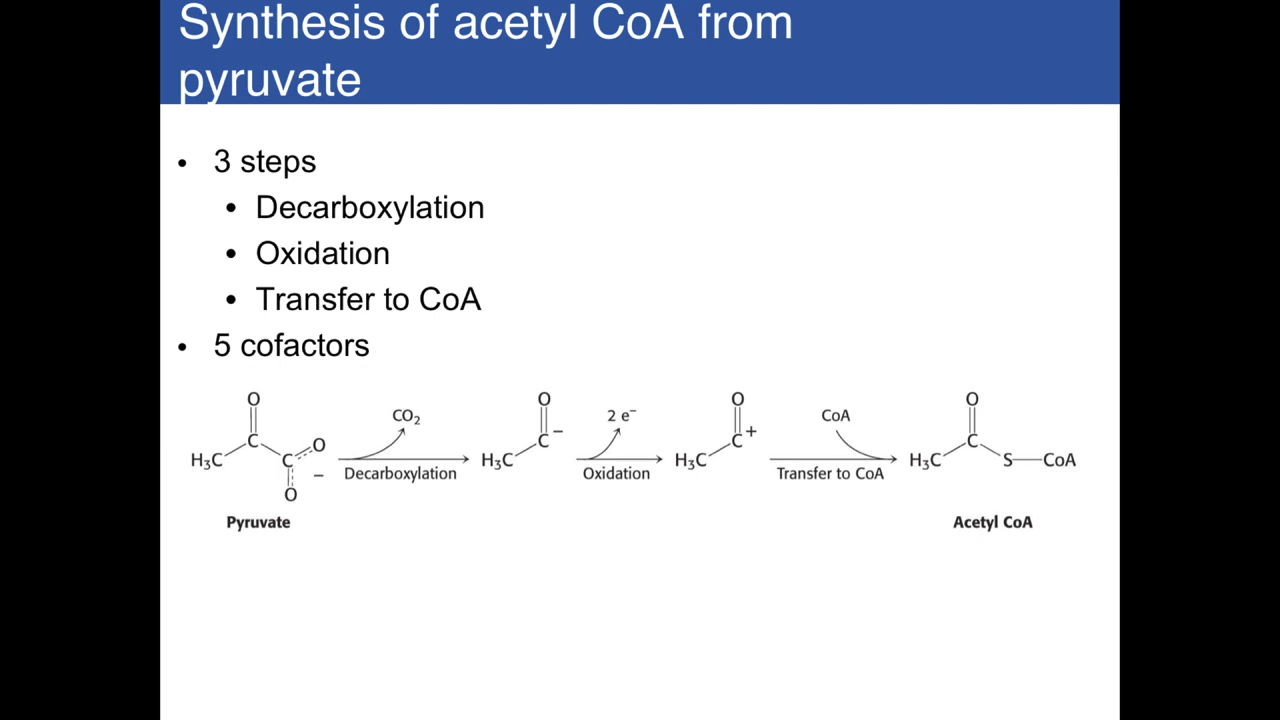 Synthesis of acetyl CoA from
pyruvate
• 3 steps
• Decarboxylation
• Oxidation
• Transfer to CoA
• 5 cofactors
O
C
H₃C
C
O
−
O
Pyruvate
CO₂
Decarboxylation
O
C
−
H₃C
2 e⁻
Oxidation
O
C
+
H₃C
CoA
Transfer to CoA
O
C
H₃C
S
CoA
Acetyl CoA